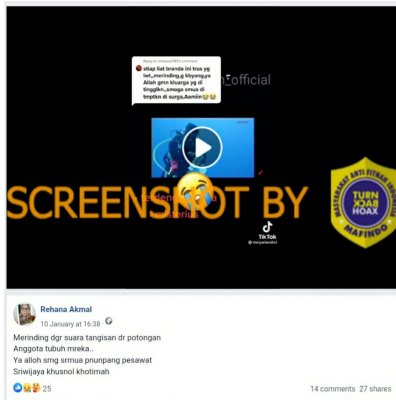 Reply to
comment
stiap liat branda ini trus yg
lwt,,merinding,g kbyang,ya
Allah gmn kluarga yg di
tingglkn,,smoga smua di
tmptkn di surga,Aamiin😭😭
_official
misterius
SCREENSHOT BY
MASYARAKAT ANTI FITNAH INDONESIA
TURN
BACK
HOAX
MAFINDO
TikTok
Rehana Akmal
10 January at 16:38
Merinding dgr suara tangisan dr potongan
Anggota tubuh mreka..
Ya alloh smg srmua pnunpang pesawat
Sriwijaya khusnol khotimah
25
14 comments 27 shares